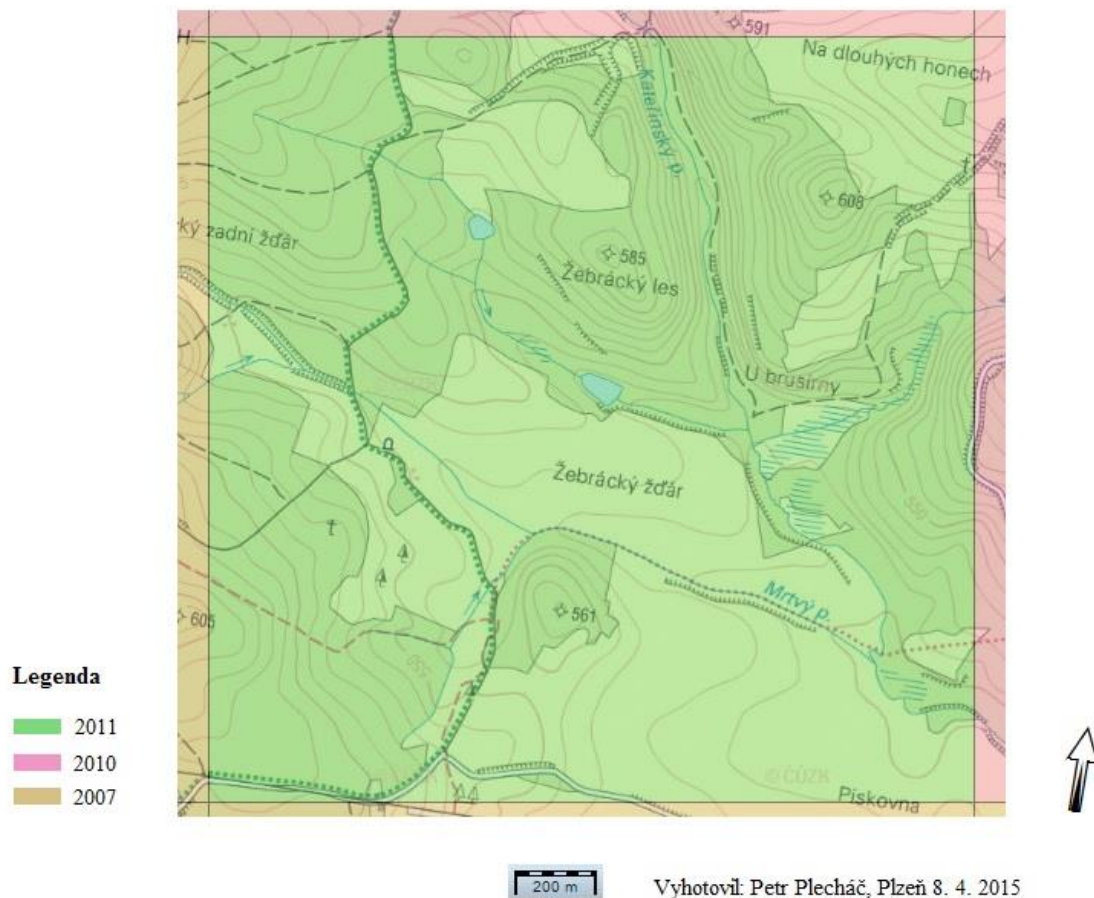 591
H
Na dlouhých honech
Kateřinský p.
608
ký zadní žďár
585
Žebrácký les
U brusírny
Žebrácký žďár
550
Mrtvý p.
561
605
550
©ČÚZK
Pískovna
Legenda
2011
2010
2007
200 m
Vyhotovil: Petr Plecháč, Plzeň 8. 4. 2015